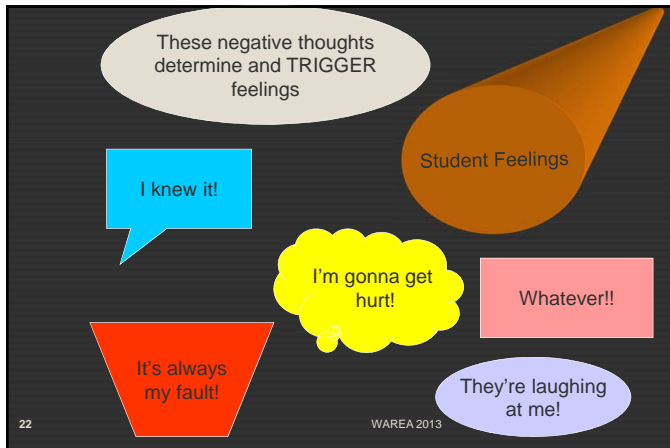 These negative thoughts
determine and TRIGGER
feelings
Student Feelings
I knew it!
I'm gonna get
hurt!
Whatever!!
It's always
my fault!
They're laughing
at me!
22
WAREA 2013